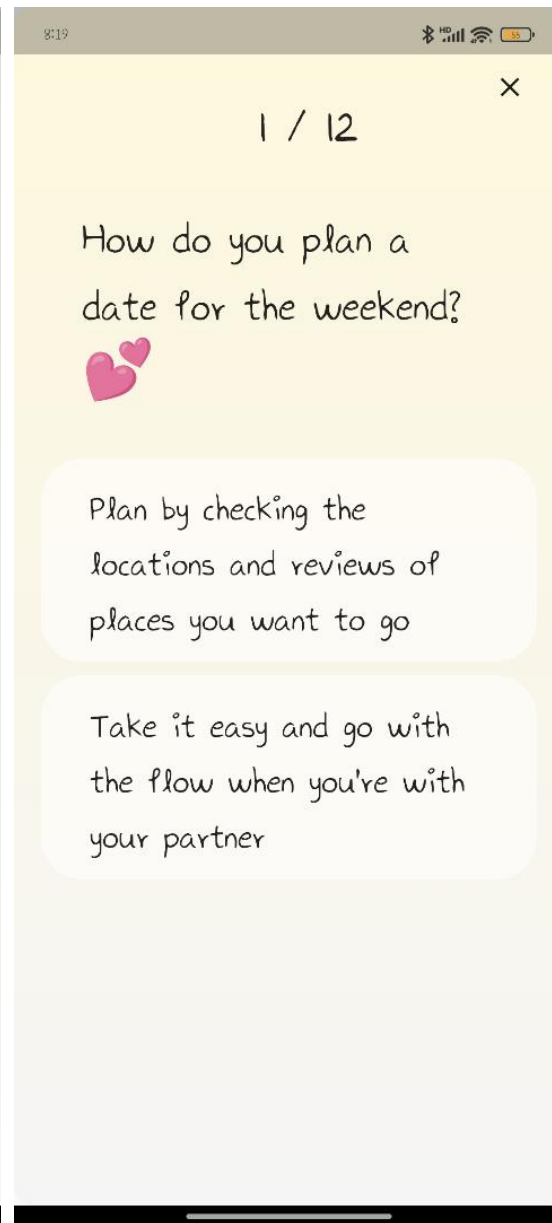 8:19
HD
55
1 / 12
How do you plan a
date for the weekend?
Plan by checking the
locations and reviews of
places you want to go
Take it easy and go with
the flow when you're with
your partner